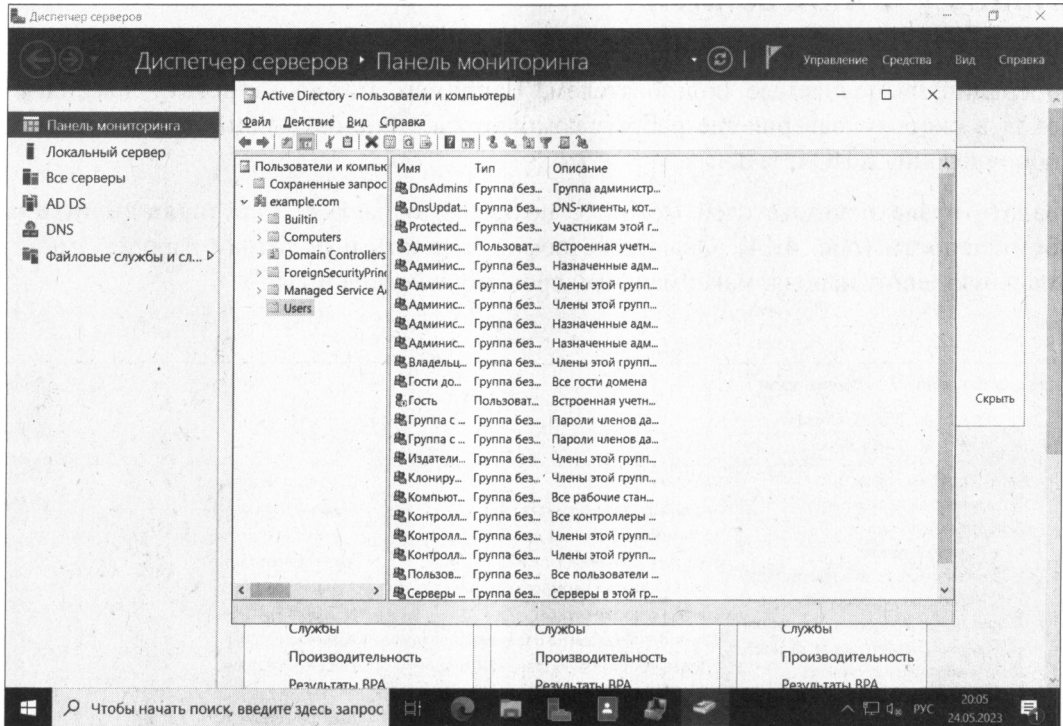 Диспетчер серверов
Диспетчер серверов • Панель мониторинга
Управление Средства Вид Справка
Панель мониторинга
Локальный сервер
Все серверы
AD DS
DNS
Файловые службы и сл...
Active Directory - пользователи и компьютеры
Файл Действие Вид Справка
Пользователи и компьк
Сохраненные запрос
example.com
Builtin
Computers
Domain Controllers
ForeignSecurityPrinc
Managed Service Ac
Users
Имя Тип Описание
DnsAdmins Группа без... Группа администр...
DnsUpdat... Группа без... DNS-клиенты, кот...
Protected... Группа без... Участникам этой г...
Админис... Пользоват... Встроенная учетн...
Админис... Группа без... Назначенные адм...
Админис... Группа без... Члены этой групп...
Админис... Группа без... Члены этой групп...
Админис... Группа без... Назначенные адм...
Админис... Группа без... Назначенные адм...
Владельц... Группа без... Члены этой групп...
Гости до... Группа без... Все гости домена
Гость Пользоват... Встроенная учетн...
Группа с ... Группа без... Пароли членов да...
Группа с ... Группа без... Пароли членов да...
Издатели... Группа без... Члены этой групп...
Клониру... Группа без... Члены этой групп...
Компьют... Группа без... Все рабочие стан...
Контролл... Группа без... Все контроллеры ...
Контролл... Группа без... Члены этой групп...
Контролл... Группа без... Члены этой групп...
Пользов... Группа без... Все пользователи ...
Серверы ... Группа без... Серверы в этой гр...
Скрыть
Службы Службы Службы
Производительность Производительность Производительность
Результаты BPA Результаты BPA Результаты BPA
Чтобы начать поиск, введите здесь запрос
РУС
20:05
24.05.2023